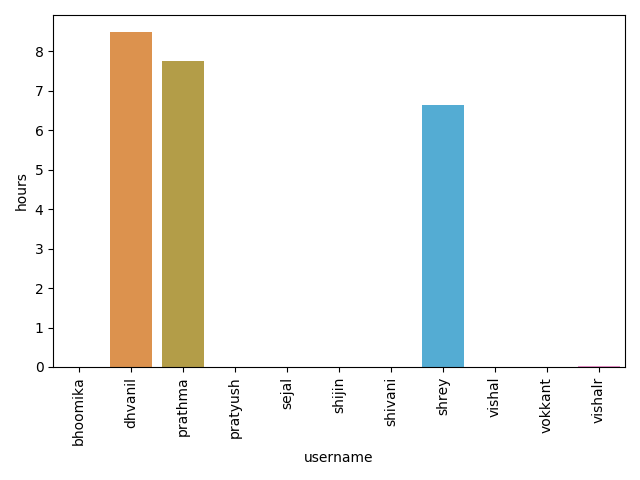 8
7
6
5
4
3
2
1
0
hours
bhoomika
dhvanil
prathma
pratyush
sejal
shijin
shivani
shrey
vishal
vokkant
vishalr
username